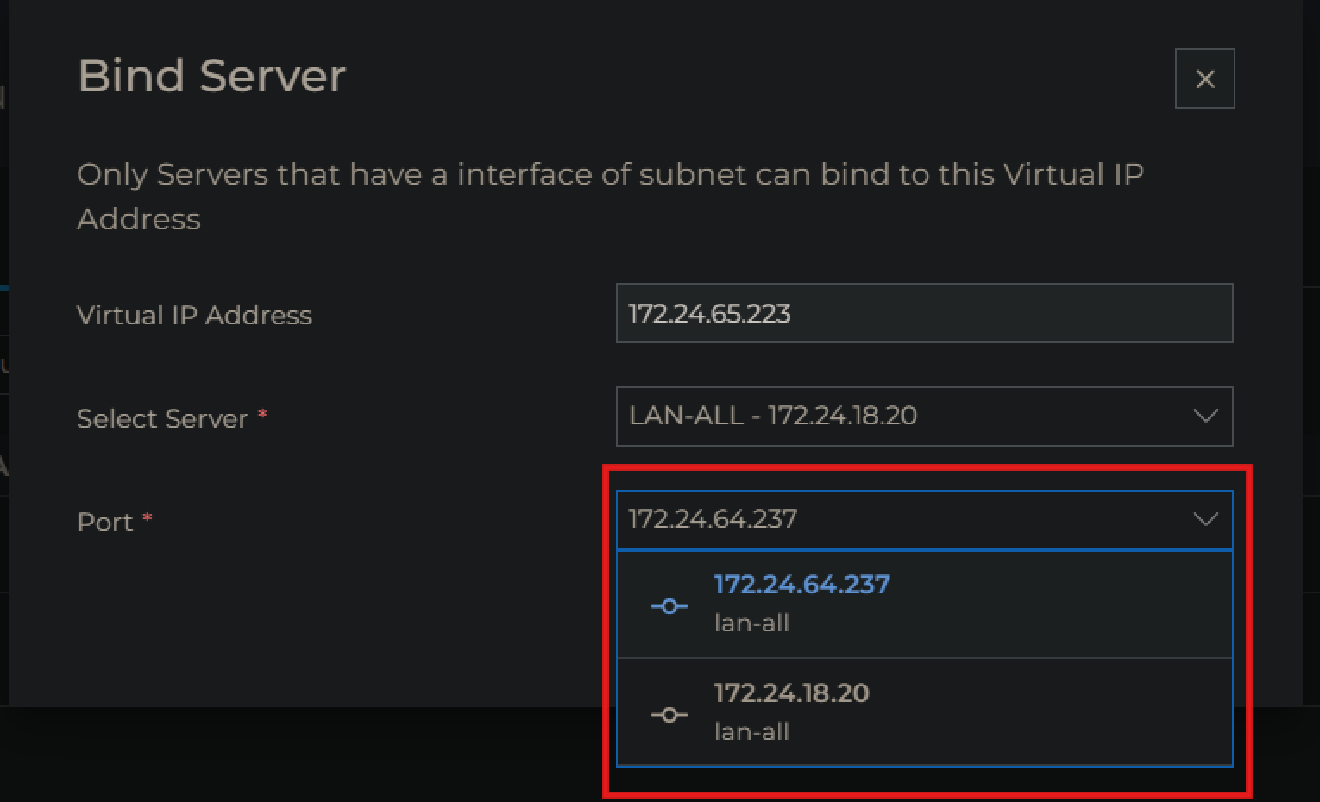 Bind Server
Only Servers that have a interface of subnet can bind to this Virtual IP
Address
Virtual IP Address
172.24.65.223
Select Server *
LAN-ALL - 172.24.18.20
Port *
172.24.64.237
172.24.64.237
lan-all
172.24.18.20
lan-all